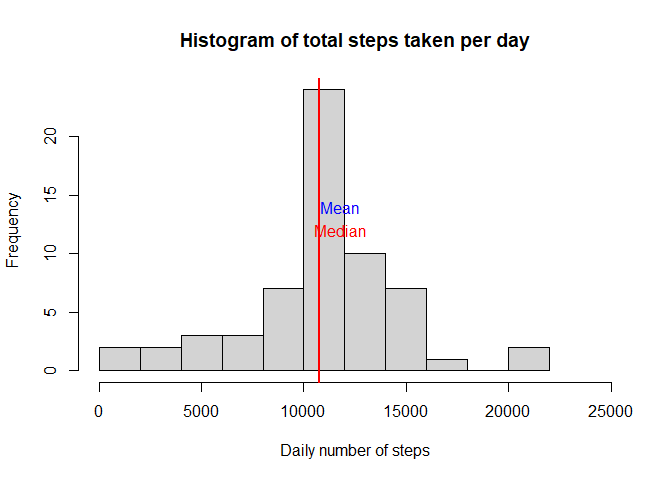 Histogram of total steps taken per day
Frequency
20
15
10
5
0
Mean
Median
0 5000 10000 15000 20000 25000
Daily number of steps